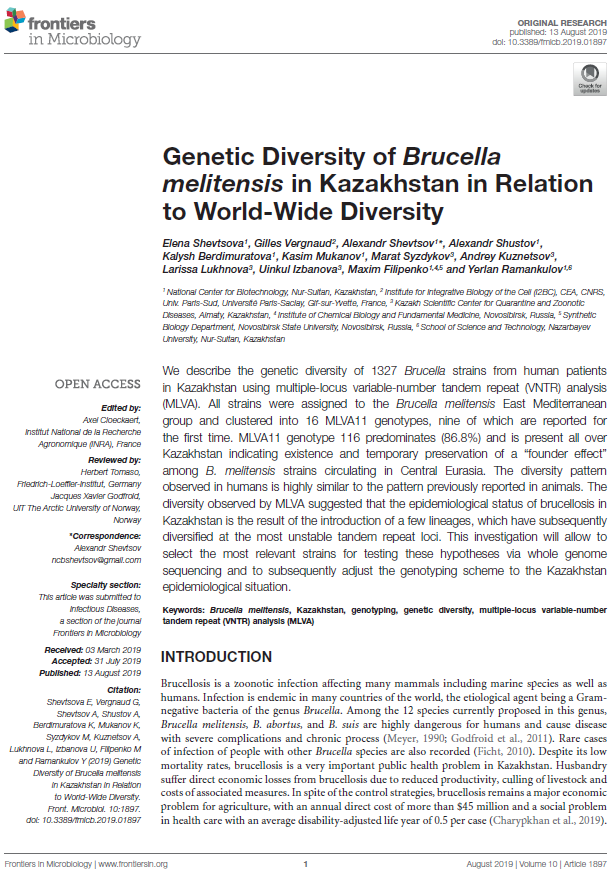 frontiers
in Microbiology
ORIGINAL RESEARCH
published: 13 August 2019
doi: 10.3389/fmicb.2019.01897
Check for
updates
Genetic Diversity of Brucella
melitensis in Kazakhstan in Relation
to World-Wide Diversity
Elena Shevtsova1, Gilles Vergnaud2, Alexandr Shevtsov1*, Alexandr Shustov1,
Kalysh Berdimuratova1, Kasim Mukanov1, Marat Syzdykov3, Andrey Kuznetsov3,
Larissa Lukhnova3, Uinkul Izbanova3, Maxim Filipenko1,4,5 and Yerlan Ramankulov1,6
1 National Center for Biotechnology, Nur-Sultan, Kazakhstan, 2 Institute for Integrative Biology of the Cell (I2BC), CEA, CNRS,
Univ. Paris-Sud, Université Paris-Saclay, Gif-sur-Yvette, France, 3 Kazakh Scientific Center for Quarantine and Zoonotic
Diseases, Almaty, Kazakhstan, 4 Institute of Chemical Biology and Fundamental Medicine, Novosibirsk, Russia, 5 Synthetic
Biology Department, Novosibirsk State University, Novosibirsk, Russia, 6 School of Science and Technology, Nazarbayev
University, Nur-Sultan, Kazakhstan
We describe the genetic diversity of 1327 Brucella strains from human patients
in Kazakhstan using multiple-locus variable-number tandem repeat (VNTR) analysis
(MLVA). All strains were assigned to the Brucella melitensis East Mediterranean
group and clustered into 16 MLVA11 genotypes, nine of which are reported for
the first time. MLVA11 genotype 116 predominates (86.8%) and is present all over
Kazakhstan indicating existence and temporary preservation of a “founder effect”
among B. melitensis strains circulating in Central Eurasia. The diversity pattern
observed in humans is highly similar to the pattern previously reported in animals. The
diversity observed by MLVA suggested that the epidemiological status of brucellosis in
Kazakhstan is the result of the introduction of a few lineages, which have subsequently
diversified at the most unstable tandem repeat loci. This investigation will allow to
select the most relevant strains for testing these hypotheses via whole genome
sequencing and to subsequently adjust the genotyping scheme to the Kazakhstan
epidemiological situation.
Keywords: Brucella melitensis, Kazakhstan, genotyping, genetic diversity, multiple-locus variable-number
tandem repeat (VNTR) analysis (MLVA)
OPEN ACCESS
Edited by:
Axel Cloeckaert,
Institut National de la Recherche
Agronomique (INRA), France
Reviewed by:
Herbert Tomaso,
Friedrich-Loeffler-Institut, Germany
Jacques Xavier Godfroid,
UIT The Arctic University of Norway,
Norway
*Correspondence:
Alexandr Shevtsov
ncbshevtsov@gmail.com
Specialty section:
This article was submitted to
Infectious Diseases,
a section of the journal
Frontiers in Microbiology
Received: 03 March 2019
Accepted: 31 July 2019
Published: 13 August 2019
Citation:
Shevtsova E, Vergnaud G,
Shevtsov A, Shustov A,
Berdimuratova K, Mukanov K,
Syzdykov M, Kuznetsov A,
Lukhnova L, Izbanova U, Filipenko M
and Ramankulov Y (2019) Genetic
Diversity of Brucella melitensis
in Kazakhstan in Relation
to World-Wide Diversity.
Front. Microbiol. 10:1897.
doi: 10.3389/fmicb.2019.01897
INTRODUCTION
Brucellosis is a zoonotic infection affecting many mammals including marine species as well as
humans. Infection is endemic in many countries of the world, the etiological agent being a Gram-
negative bacteria of the genus Brucella. Among the 12 species currently proposed in this genus,
Brucella melitensis, B. abortus, and B. suis are highly dangerous for humans and cause disease
with severe complications and chronic process (Meyer, 1990; Godfroid et al., 2011). Rare cases
of infection of people with other Brucella species are also recorded (Ficht, 2010). Despite its low
mortality rates, brucellosis is a very important public health problem in Kazakhstan. Husbandry
suffer direct economic losses from brucellosis due to reduced productivity, culling of livestock and
costs of associated measures. In spite of the control strategies, brucellosis remains a major economic
problem for agriculture, with an annual direct cost of more than $45 million and a social problem
in health care with an average disability-adjusted life year of 0.5 per case (Charypkhan et al., 2019).
Frontiers in Microbiology | www.frontiersin.org
1
August 2019 | Volume 10 | Article 1897